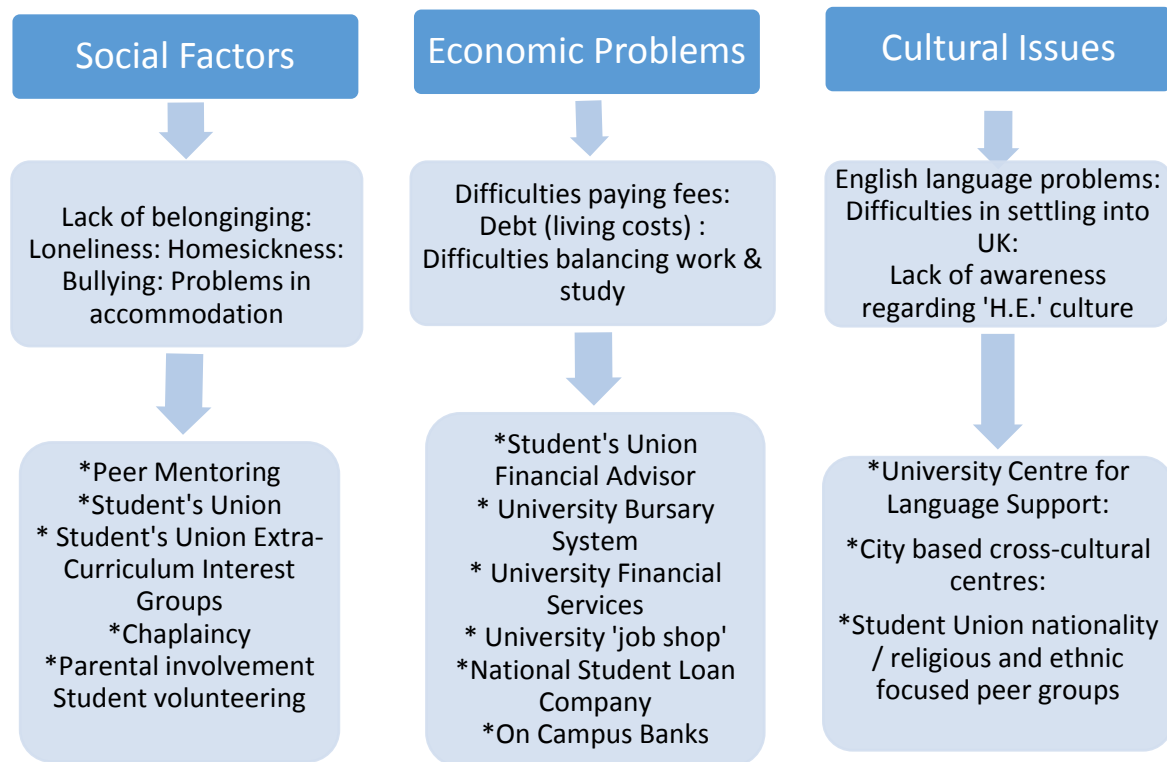 Social Factors
Lack of belonginging:
Loneliness: Homesickness:
Bullying: Problems in
accommodation
*Peer Mentoring
*Student's Union
* Student's Union Extra-
Curriculum Interest
Groups
*Chaplaincy
*Parental involvement
Student volunteering
Economic Problems
Difficulties paying fees:
Debt (living costs) :
Difficulties balancing work &
study
*Student's Union
Financial Advisor
* University Bursary
System
* University Financial
Services
* University 'job shop'
*National Student Loan
Company
*On Campus Banks
Cultural Issues
English language problems:
Difficulties in settling into
UK:
Lack of awareness
regarding 'H.E.' culture
*University Centre for
Language Support:
*City based cross-cultural
centres:
*Student Union nationality
/ religious and ethnic
focused peer groups